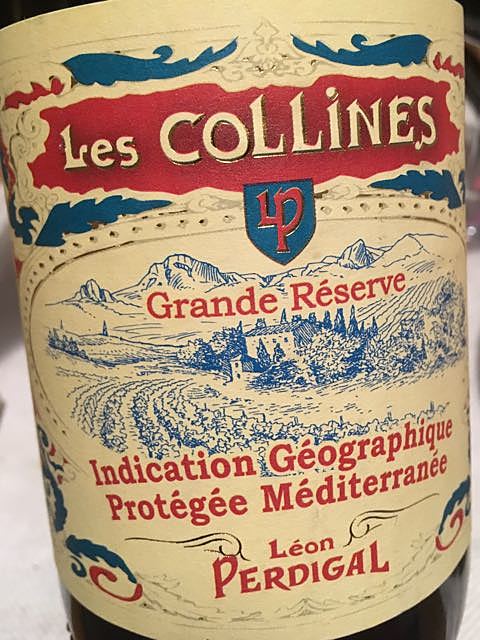 Les COLLINES
LP
Grande Réserve
Indication Géographique
Protégée Méditerranée
Léon
PERDIGAL